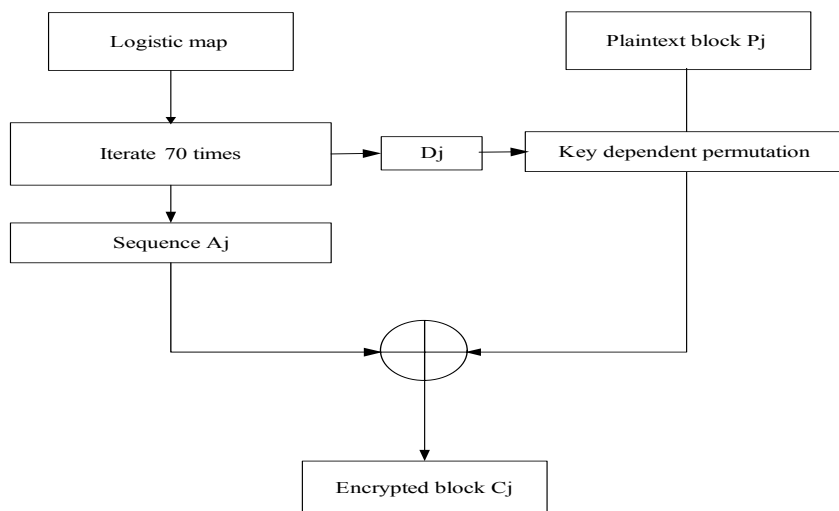 Logistic map
Plaintext block Pj
Iterate 70 times
Dj
Key dependent permutation
Sequence Aj
Encrypted block Cj